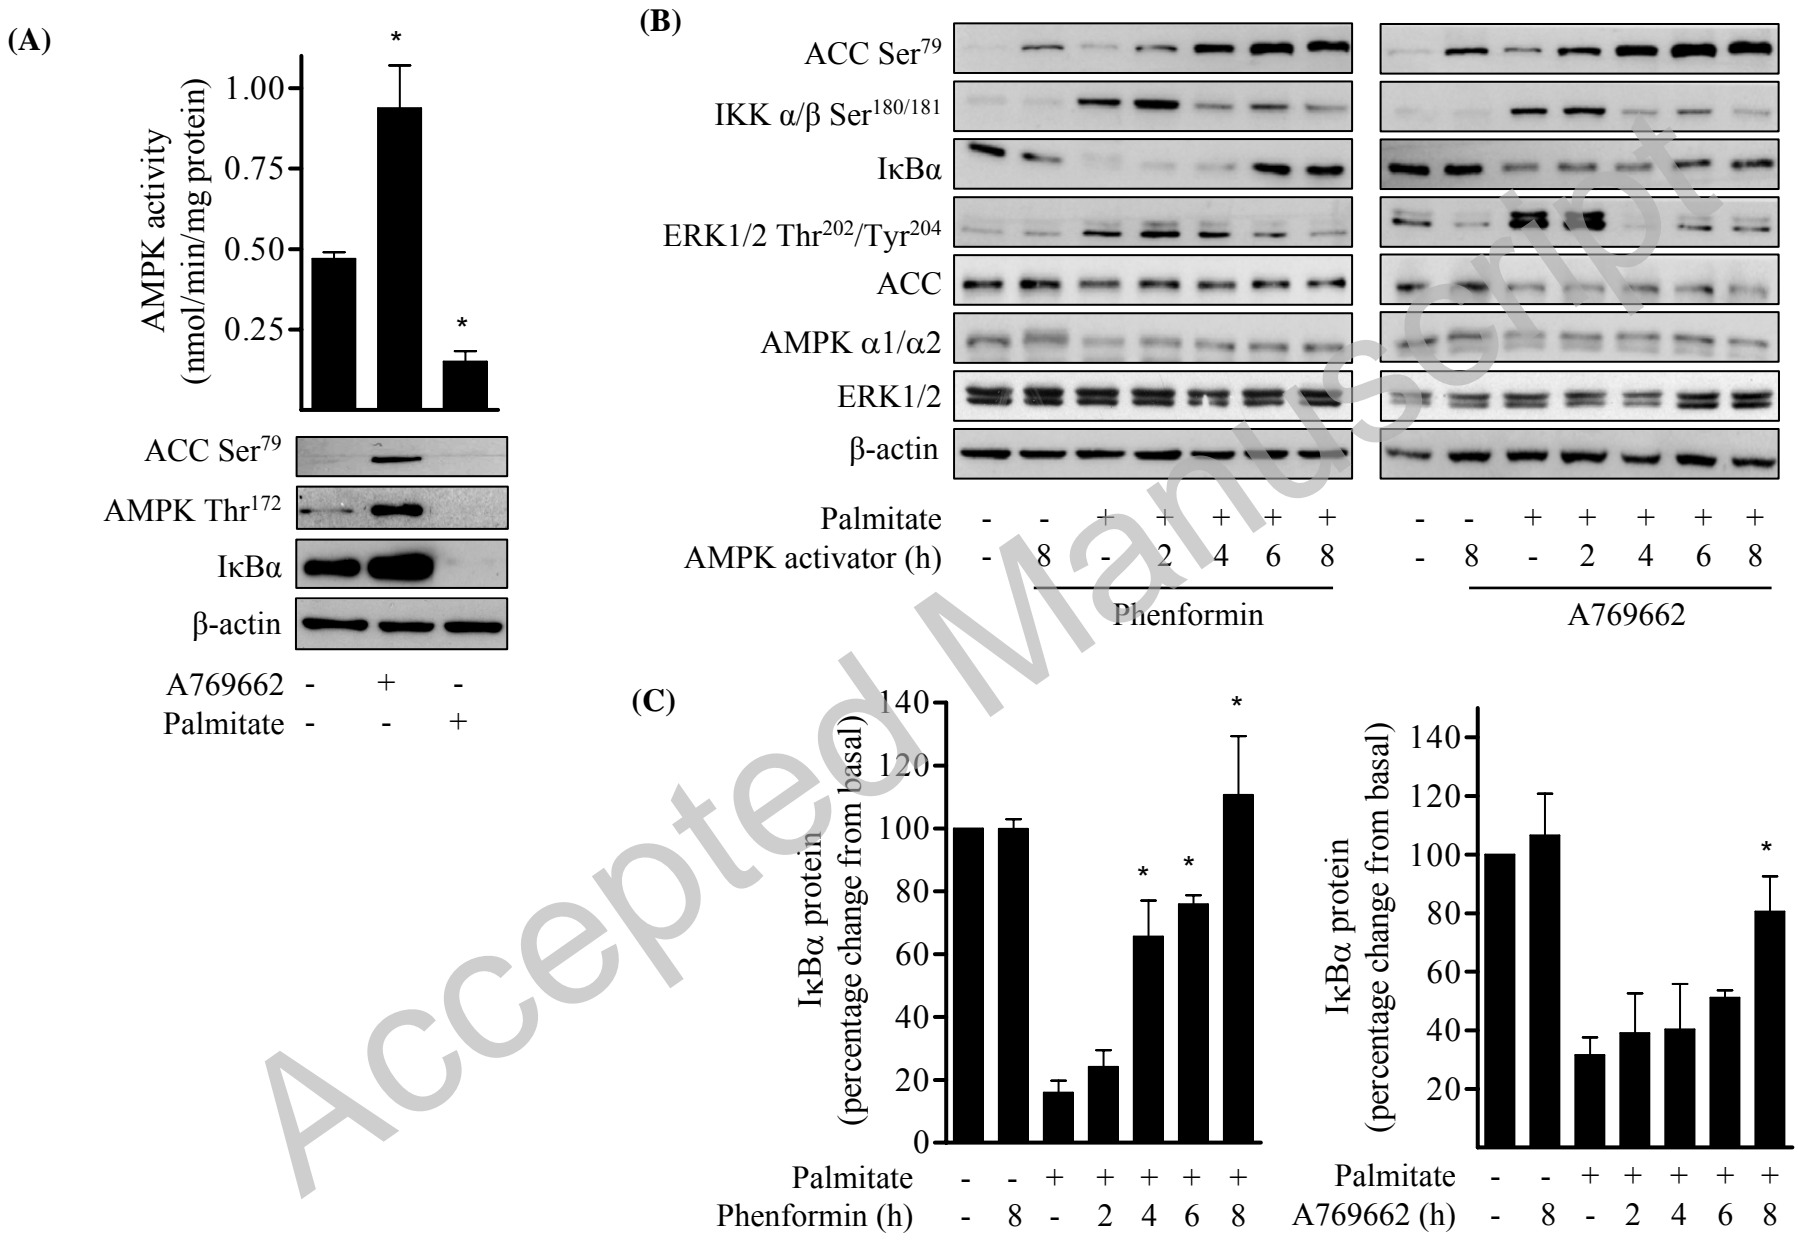 (A)
*
*
1.00
0.75
0.50
0.25
AMPK activity
(nmol/min/mg protein)
ACC Ser79
AMPK Thr172
IκBα
β-actin
A769662 - + -
Palmitate - - +
(B)
ACC Ser79
IKK α/β Ser180/181
IκBα
ERK1/2 Thr202/Tyr204
ACC
AMPK α1/α2
ERK1/2
β-actin
Palmitate - - + + + + + - - + + + + +
AMPK activator (h) - 8 - 2 4 6 8 - 8 - 2 4 6 8
Phenformin A769662
(C)
140
120
100
80
60
40
20
0
IκBα protein
(percentage change from basal)
* * *
Palmitate - - + + + + +
Phenformin (h) - 8 - 2 4 6 8
140
120
100
80
60
40
20
IκBα protein
(percentage change from basal)
*
Palmitate - - + + + + +
A769662 (h) - 8 - 2 4 6 8
Accepted Manuscript